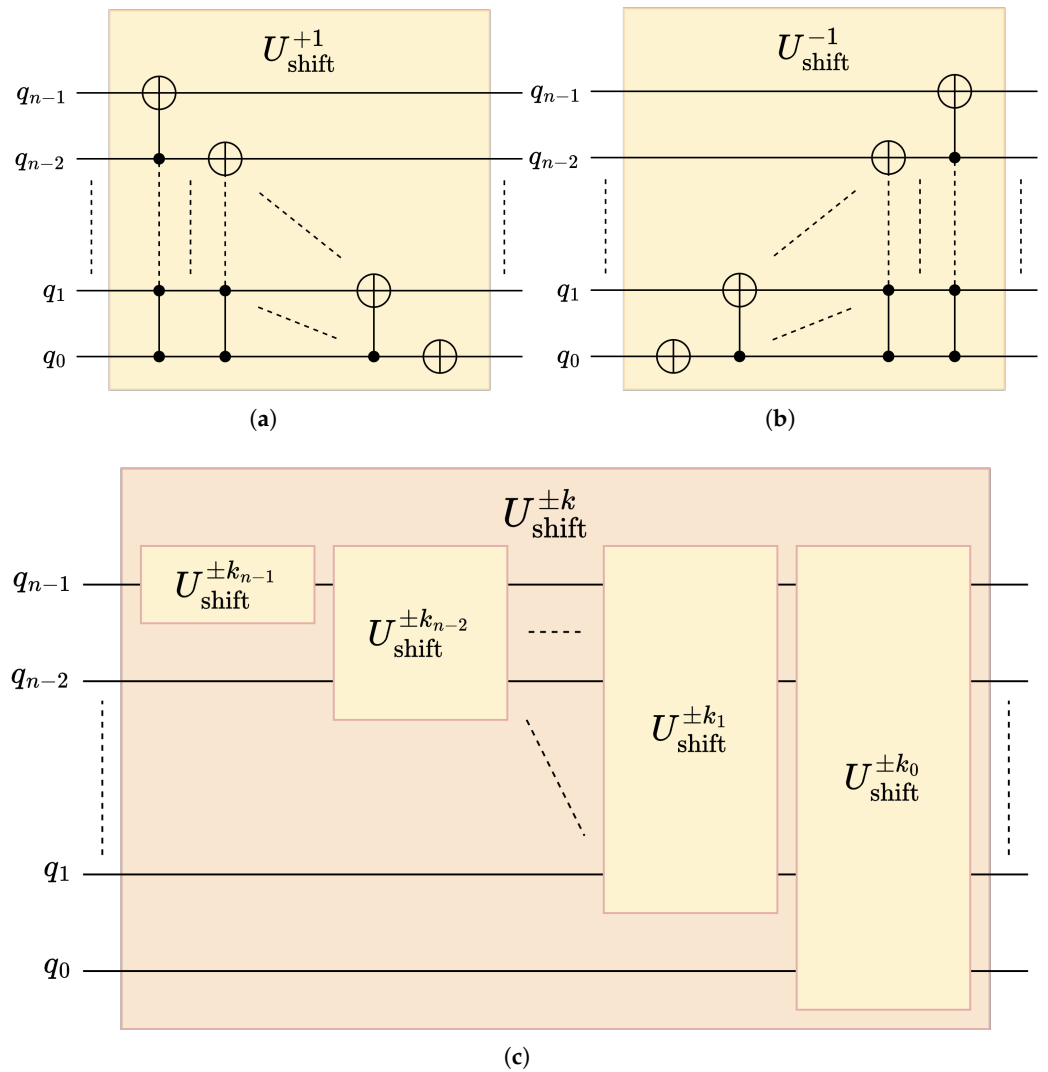 U_shift^{+1} U_shift^{-1}
q_{n−1} q_{n−1}
q_{n−2} q_{n−2}
q_1 q_1
q_0 q_0
(a) (b)
U_shift^{±k}
q_{n−1} U_shift^{±k_{n−1}}
U_shift^{±k_{n−2}}
q_{n−2}
U_shift^{±k_1}
U_shift^{±k_0}
q_1
q_0
(c)